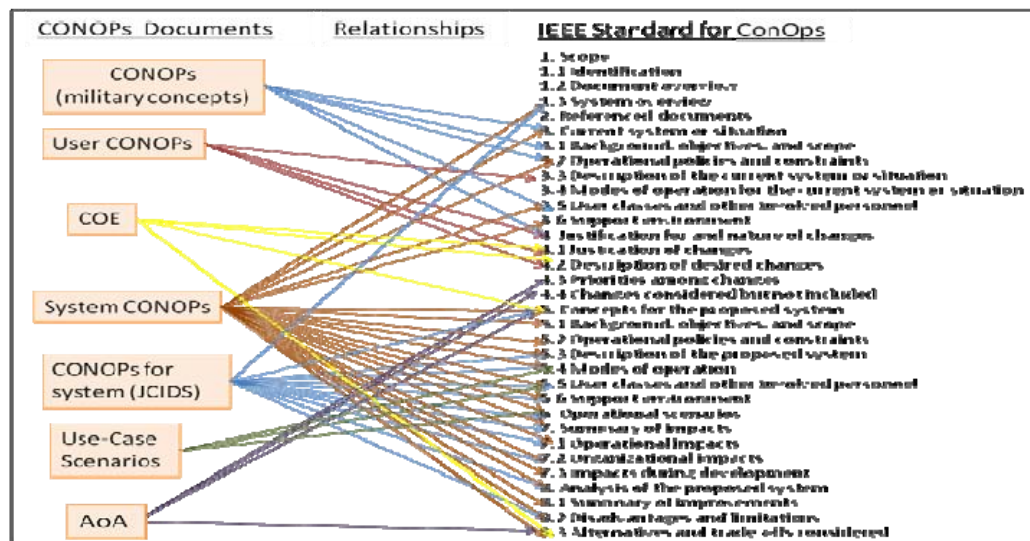 CONOPs Documents
Relationships
IEEE Standard for ConOps
CONOPs
(military concepts)
User CONOPs
COE
System CONOPs
CONOPs for
system (JCIDS)
Use-Case
Scenarios
AoA
1. Scope
1.1 Identification
1.2 Document overview
1.3 System overview
2. Referenced documents
3. Current system or situation
3.1 Background, objectives, and scope
3.2 Operational policies and constraints
3.3 Description of the current system or situation
3.4 Modes of operation for the current system or situation
3.5 User classes and other involved personnel
3.6 Support environment
4. Justification for and nature of changes
4.1 Justication of changes
4.2 Description of desired changes
4.3 Priorities among changes
4.4 Changes considered but not included
5. Concepts for the proposed system
5.1 Background, objectives, and scope
5.2 Operational policies and constraints
5.3 Description of the proposed system
5.4 Modes of operation
5.5 User classes and other involved personnel
5.6 Support environment
6. Operational scenarios
7. Summary of impacts
7.1 Operational impacts
7.2 Organizational impacts
7.3 Impacts during development
8. Analysis of the proposed system
8.1 Summary of improvements
8.2 Disadvantages and limitations
8.3 Alternatives and trade-offs considered